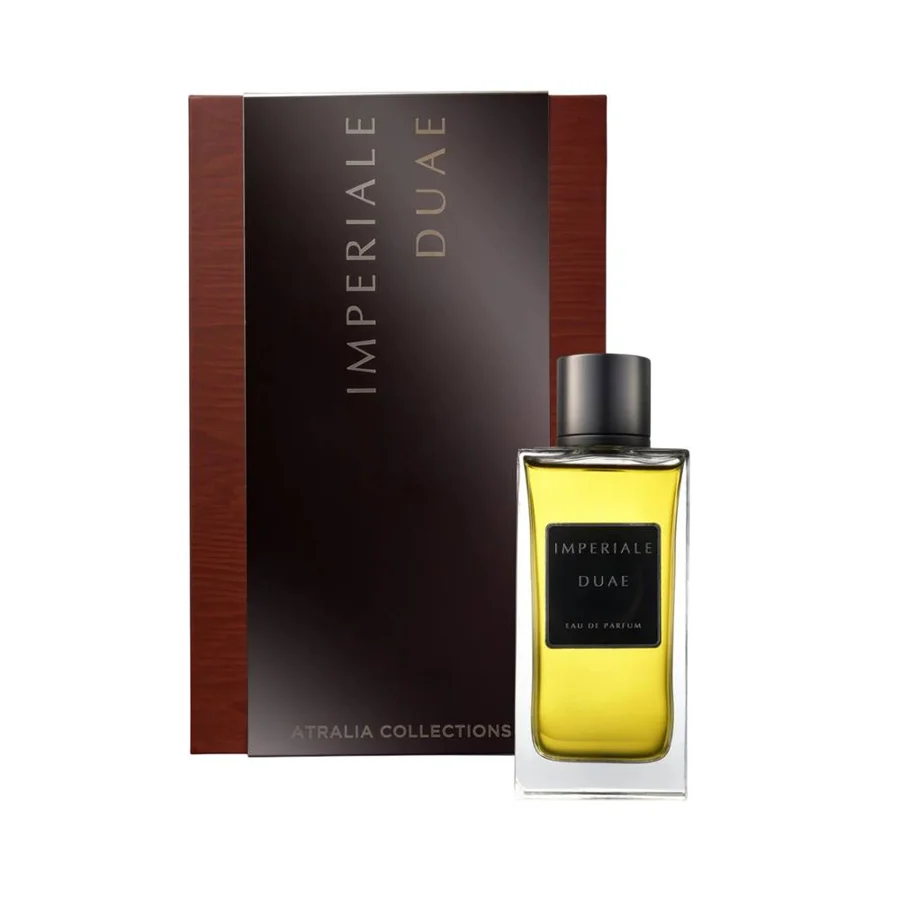 IMPERIALE
DUAE
ATRALIA COLLECTIONS
IMPERIALE
DUAE
EAU DE PARFUM